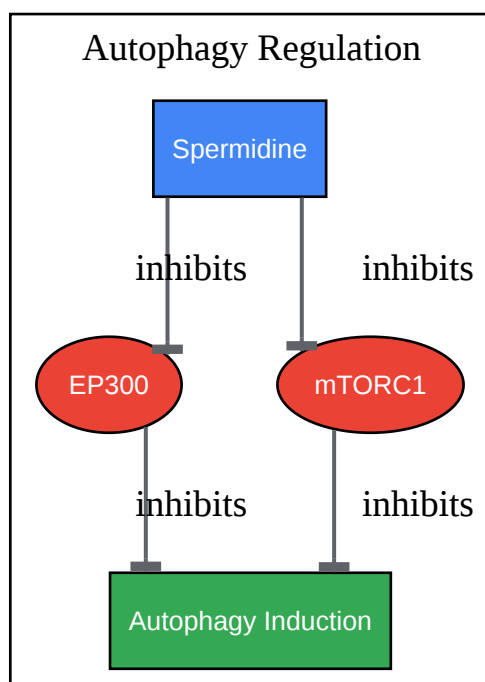 Autophagy Regulation
Spermidine
inhibits
inhibits
EP300
mTORC1
inhibits
inhibits
Autophagy Induction